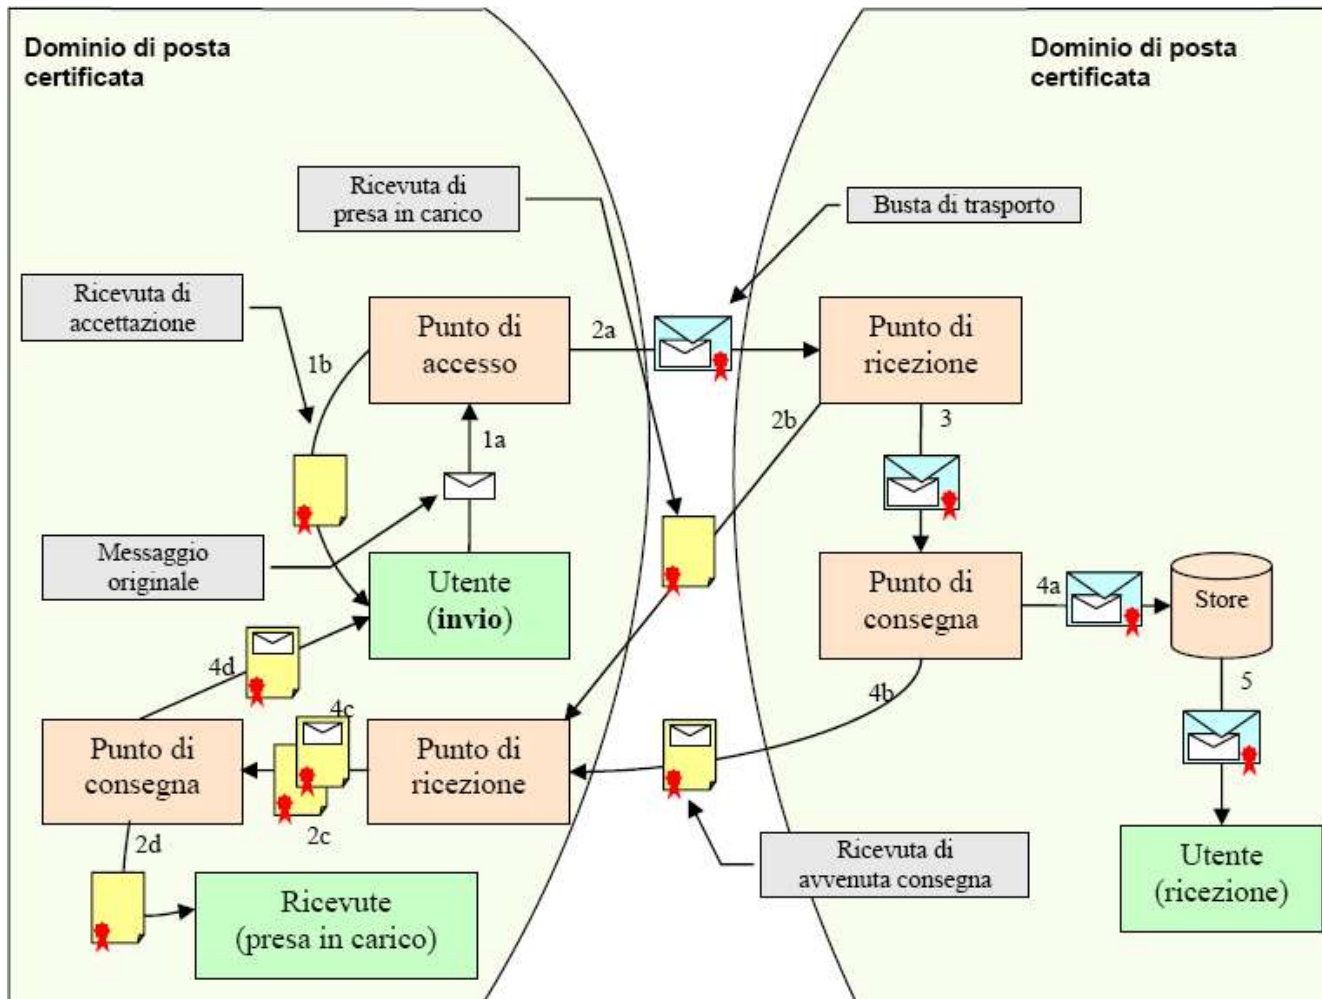 Dominio di posta
certificata
Dominio di posta
certificata
Ricevuta di
presa in carico
Busta di trasporto
Ricevuta di
accettazione
Punto di
accesso
2a
Punto di
ricezione
1b
1a
2b
3
Messaggio
originale
Utente
(invio)
Punto di
consegna
4a
Store
4d
4b
5
4c
Punto di
consegna
Punto di
ricezione
2c
2d
Ricevuta di
avvenuta consegna
Utente
(ricezione)
Ricevute
(presa in carico)